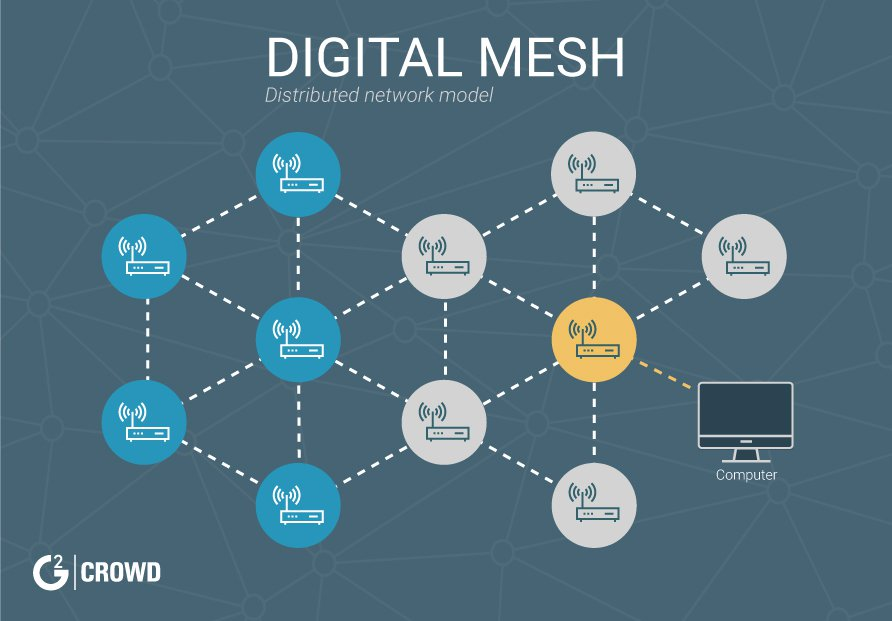 DIGITAL MESH
Distributed network model
Computer
G2 CROWD